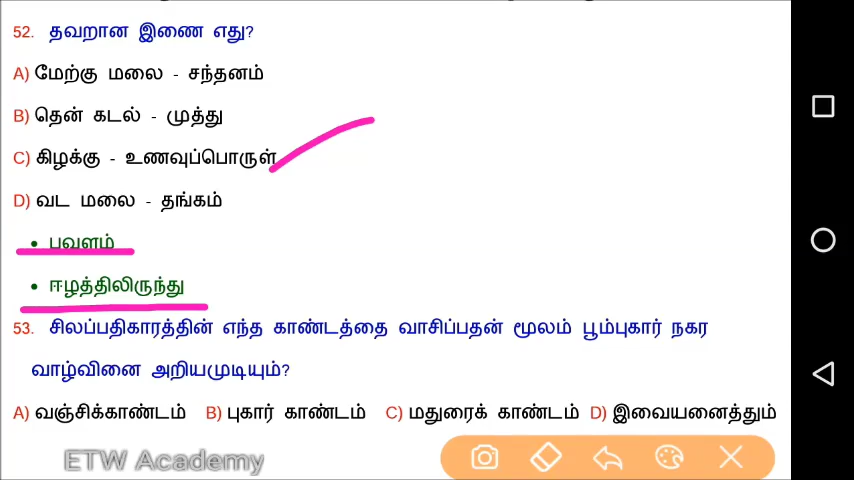 52. தவறான இணை எது?
A) மேற்கு மலை - சந்தனம்
B) தென் கடல் - முத்து
C) கிழக்கு - உணவுப்பொருள்
D) வட மலை - தங்கம்
• பவளம்
• ஈழத்திலிருந்து
53. சிலப்பதிகாரத்தின் எந்த காண்டத்தை வாசிப்பதன் மூலம் பூம்புகார் நகர
வாழ்வினை அறியமுடியும்?
A) வஞ்சிக்காண்டம் B) புகார் காண்டம் C) மதுரைக் காண்டம் D) இவையனைத்தும்
ETW Academy